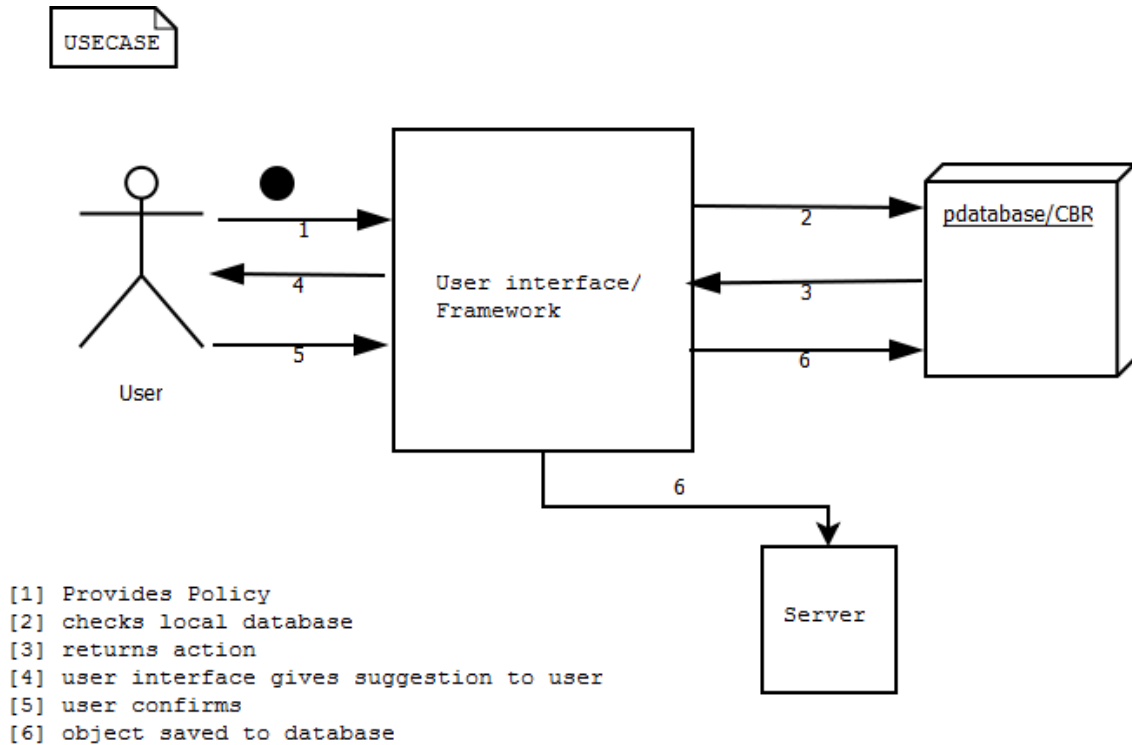 USECASE
1
2
pdatabase/CBR
4
User interface/
Framework
3
5
6
User
6
Server
[1] Provides Policy
[2] checks local database
[3] returns action
[4] user interface gives suggestion to user
[5] user confirms
[6] object saved to database